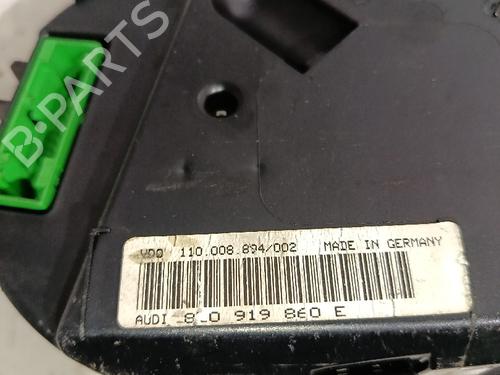 B-PARTS
VDO 110.008.894/002 MADE IN GERMANY
AUDI 8L0 919 860 E